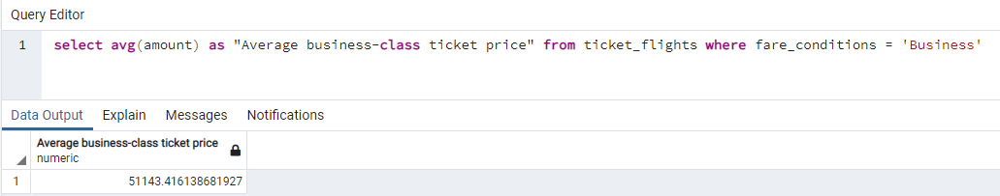 Query Editor
1 select avg(amount) as "Average business-class ticket price" from ticket_flights where fare_conditions = 'Business'
Data Output Explain Messages Notifications
Average business-class ticket price
numeric
1 51143.416138681927